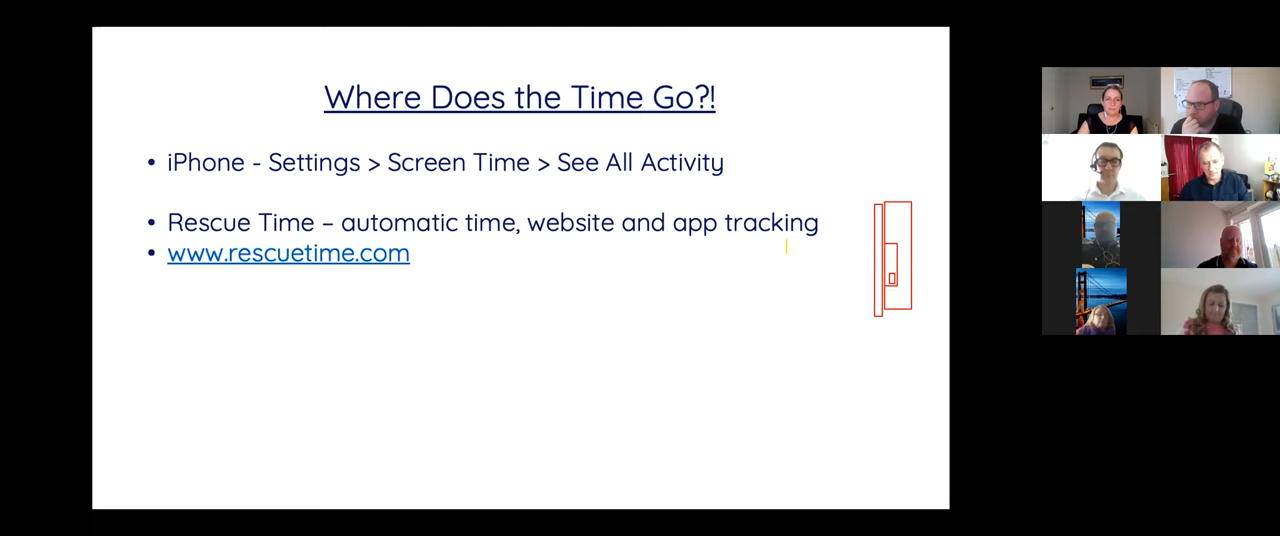 Where Does the Time Go?!
• iPhone - Settings > Screen Time > See All Activity
• Rescue Time – automatic time, website and app tracking
• www.rescuetime.com